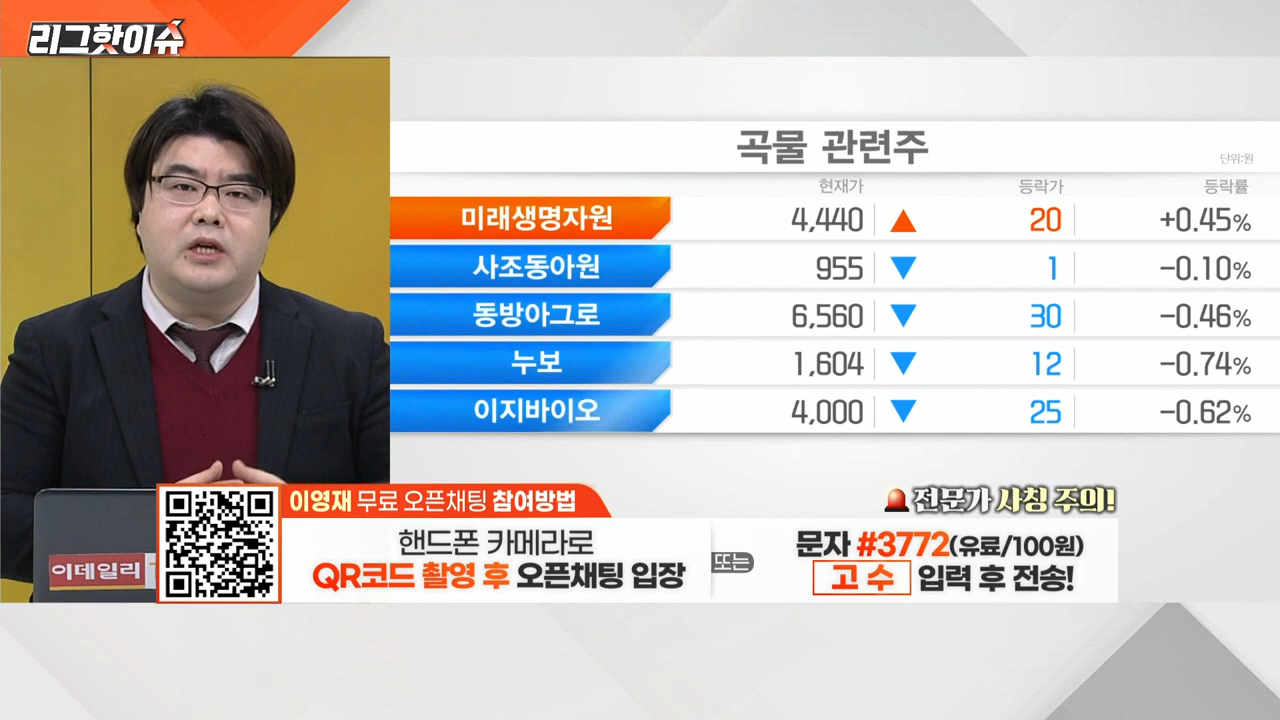 리그핫이슈
곡물 관련주
단위:원
현재가 등락가 등락률
미래생명자원 4,440 ▲ 20 +0.45%
사조동아원 955 ▼ 1 -0.10%
동방아그로 6,560 ▼ 30 -0.46%
누보 1,604 ▼ 12 -0.74%
이지바이오 4,000 ▼ 25 -0.62%
이영재 무료 오픈채팅 참여방법
핸드폰 카메라로
QR코드 촬영 후 오픈채팅 입장
또는
전문가 사칭 주의!
문자 #3772(유료/100원)
고 수 입력 후 전송!
이데일리